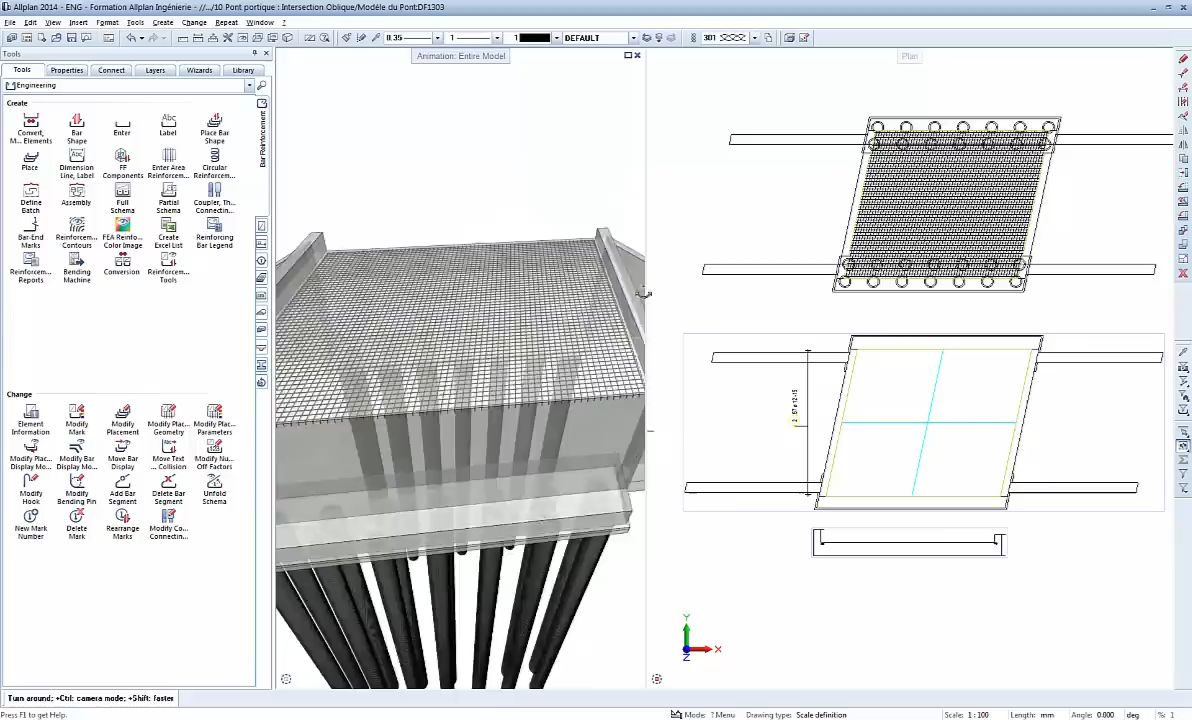 Allplan 2014 - ENG - Formation Allplan Ingénierie - //../10 Pont portique : Intersection Oblique/Modèle du Pont:DF1303
File Edit View Insert Format Tools Create Change Repeat Window ?
0.35 1 1 DEFAULT 301
Tools
Tools Properties Connect Layers Wizards Library
Engineering
Create
Convert, M... Elements
Bar Shape
Enter
Label
Place Bar Shape
Place
Dimension Line, Label
FF Components
Enter Area Reinforcem...
Circular Reinforcem...
Define Batch
Assembly
Full Schema
Partial Schema
Coupler, Th... Connectin...
Bar-End Marks
Reinforcem... Contours
FEA Reinfo... Color Image
Create Excel List
Reinforcing Bar Legend
Reinforcem... Reports
Bending Machine
Conversion
Reinforcem... Tools
Bar Reinforcement
Change
Element Information
Modify Mark
Modify Placement
Modify Plac... Geometry
Modify Plac... Parameters
Modify Plac... Display Mo...
Modify Bar Display Mo...
Move Bar Display
Move Text ... Collision
Modify Nu... Off Factors
Modify Hook
Modify Bending Pin
Add Bar Segment
Delete Bar Segment
Unfold Schema
New Mark Number
Delete Mark
Rearrange Marks
Modify Co... Connectin...
Animation: Entire Model
Plan
Y
X
Z
Turn around; +Ctrl: camera mode; +Shift: faster
Press F1 to get Help.
Mode: ? Menu Drawing type: Scale definition Scale: 1 : 100 Length: mm Angle: 0.000 deg %: 1